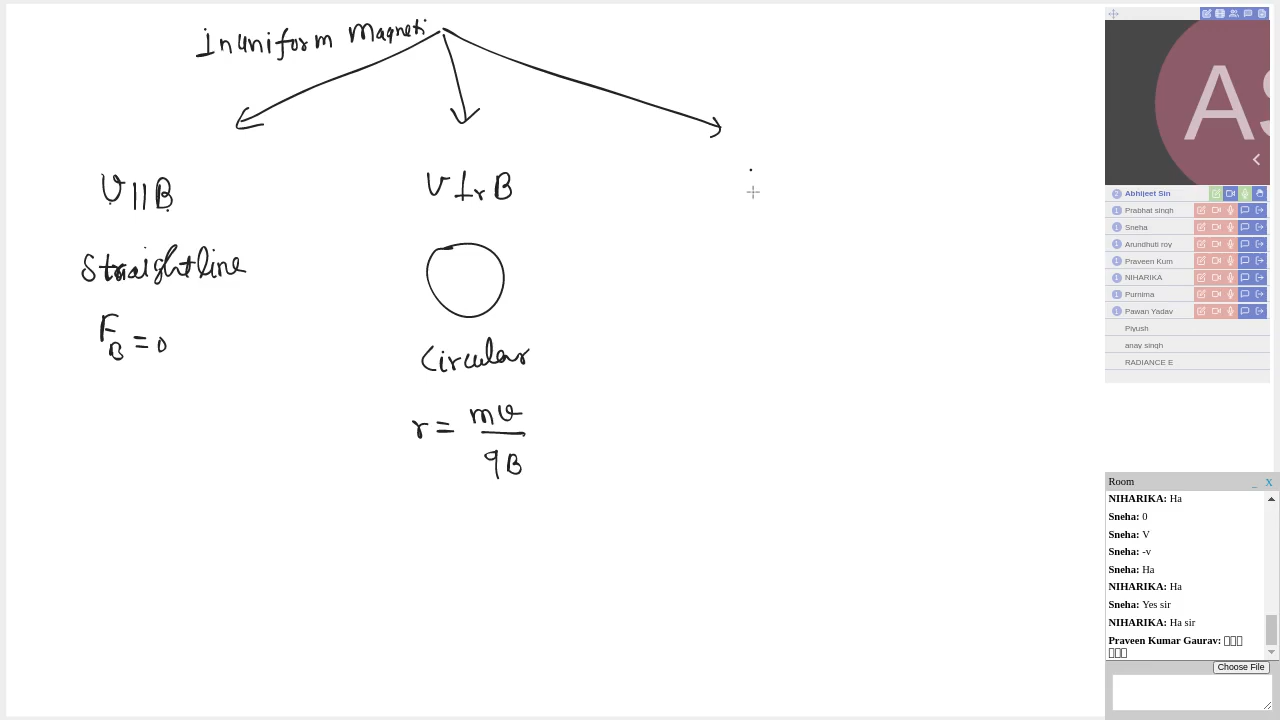 In uniform Magneti
V || B
V ⊥r B
Straight line
F_B = 0
Circular
r = mv / qB
AS
Abhijeet Sin
Prabhat singh
Sneha
Arundhuti roy
Praveen Kum
NIHARIKA
Purnima
Pawan Yadav
Piyush
anay singh
RADIANCE E
Room
_ X
NIHARIKA: Ha
Sneha: 0
Sneha: V
Sneha: -v
Sneha: Ha
NIHARIKA: Ha
Sneha: Yes sir
NIHARIKA: Ha sir
Praveen Kumar Gaurav:
Choose File